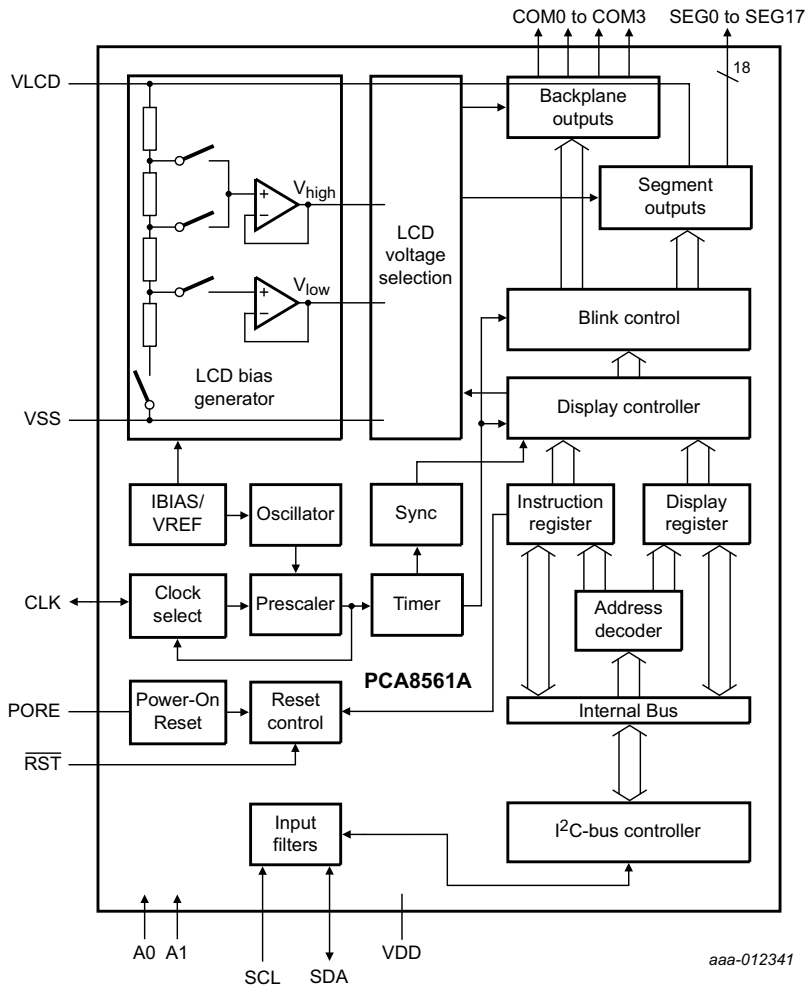 COM0 to COM3
SEG0 to SEG17
18
VLCD
Backplane
outputs
Vhigh
Segment
outputs
LCD
voltage
selection
Vlow
Blink control
LCD bias
generator
Display controller
VSS
IBIAS/
VREF
Oscillator
Sync
Instruction
register
Display
register
CLK
Clock
select
Prescaler
Timer
Address
decoder
PCA8561A
PORE
Power-On
Reset
Reset
control
Internal Bus
RST
Input
filters
I2C-bus controller
A0
A1
SCL
SDA
VDD
aaa-012341